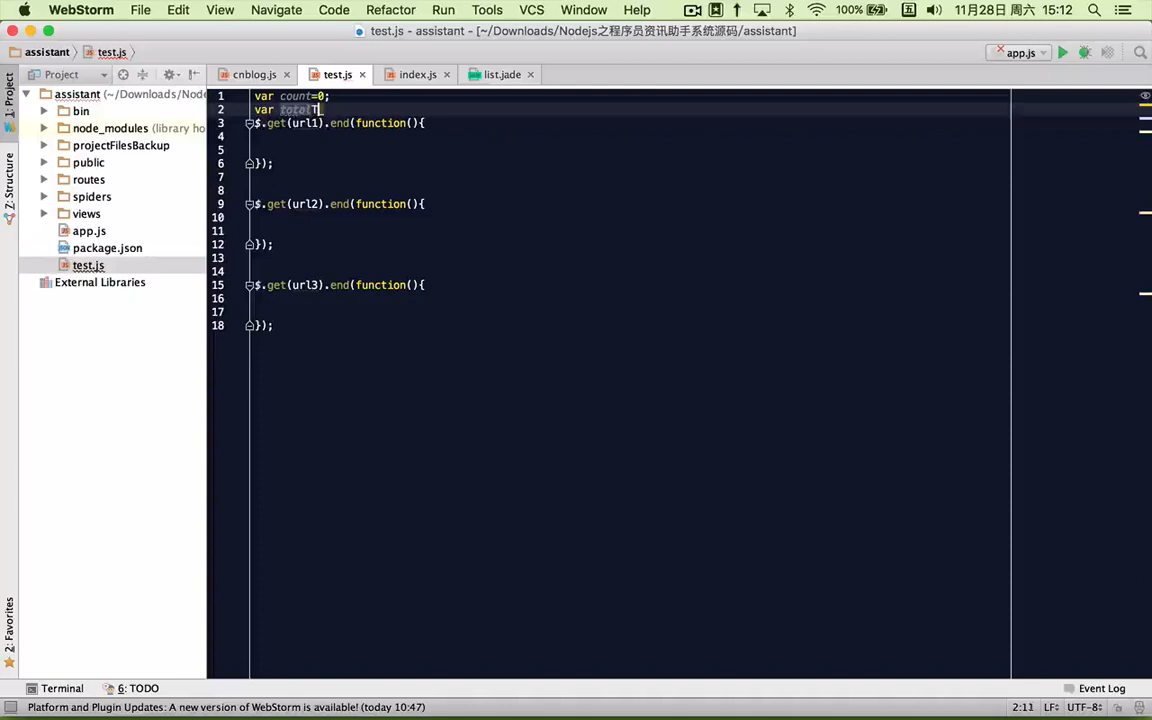 WebStorm File Edit View Navigate Code Refactor Run Tools VCS Window Help 100% 五 11月28日 周六 15:12
test.js - assistant - [~/Downloads/Nodejs之程序员资讯助手系统源码/assistant]
assistant test.js app.js
Project cnblog.js test.js index.js list.jade
1: Project
Z: Structure
2: Favorites
assistant (~/Downloads/Node
bin
node_modules (library ho
projectFilesBackup
public
routes
spiders
views
app.js
package.json
test.js
External Libraries
1 var count=0;
2 var total
3 $.get(url1).end(function(){
4
5
6 });
7
8
9 $.get(url2).end(function(){
10
11
12 });
13
14
15 $.get(url3).end(function(){
16
17
18 });
Terminal 6: TODO Event Log
Platform and Plugin Updates: A new version of WebStorm is available! (today 10:47) 2:11 LF UTF-8